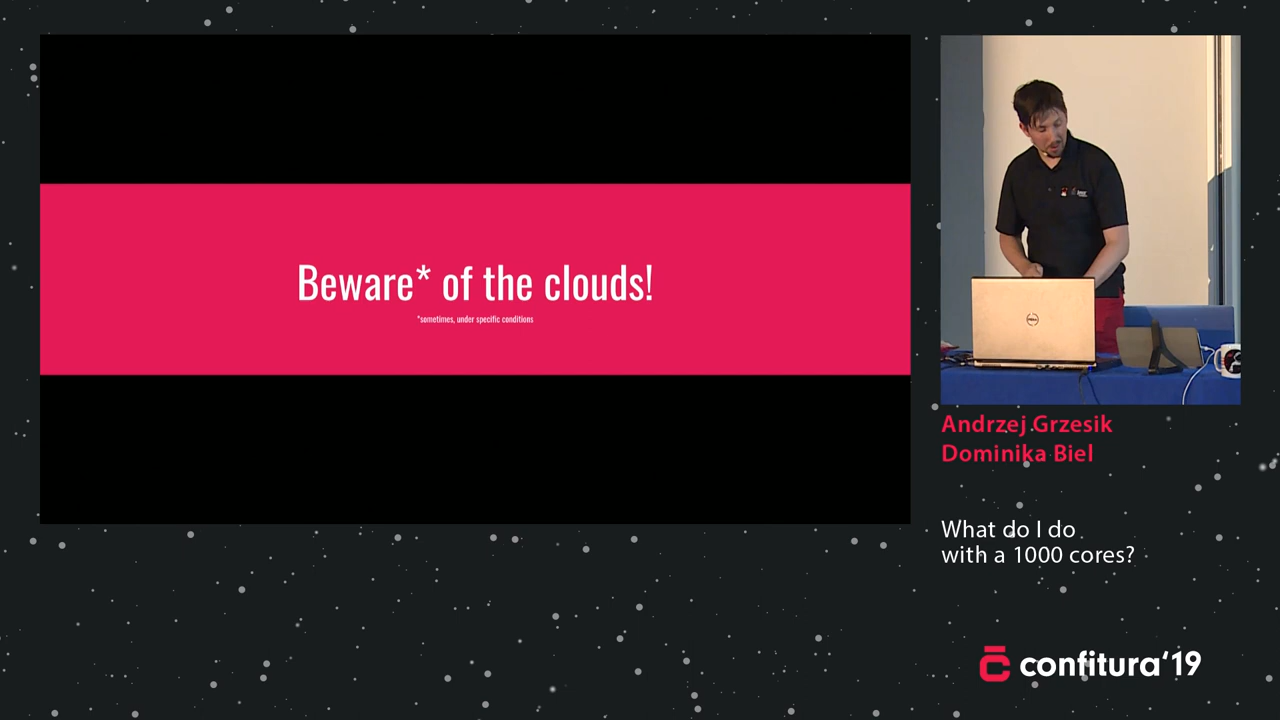 Beware* of the clouds!
*sometimes, under specific conditions
Andrzej Grzesik
Dominika Biel
What do I do
with a 1000 cores?
confitura'19
DELL